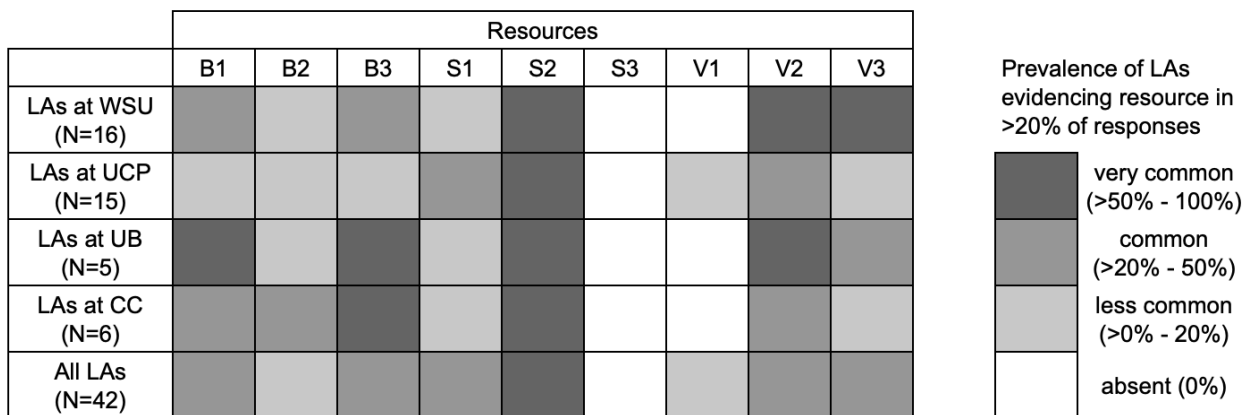 Resources
B1 B2 B3 S1 S2 S3 V1 V2 V3
LAs at WSU
(N=16)
LAs at UCP
(N=15)
LAs at UB
(N=5)
LAs at CC
(N=6)
All LAs
(N=42)
Prevalence of LAs
evidencing resource in
>20% of responses
very common
(>50% - 100%)
common
(>20% - 50%)
less common
(>0% - 20%)
absent (0%)